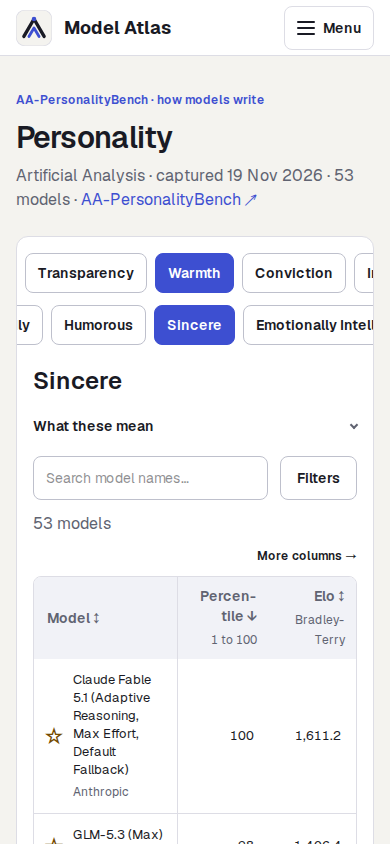 Model Atlas
Menu
AA-PersonalityBench · how models write
Personality
Artificial Analysis · captured 19 Nov 2026 · 53
models · AA-PersonalityBench ↗
Transparency Warmth Conviction
ly Humorous Sincere Emotionally Intell
Sincere
What these mean
Search model names…
Filters
53 models
More columns →
Model ↕
Percen-
tile ↓
1 to 100
Elo ↕
Bradley-
Terry
Claude Fable
5.1 (Adaptive
Reasoning,
Max Effort,
Default
Fallback)
Anthropic
100
1,611.2
GLM-5.3 (Max)